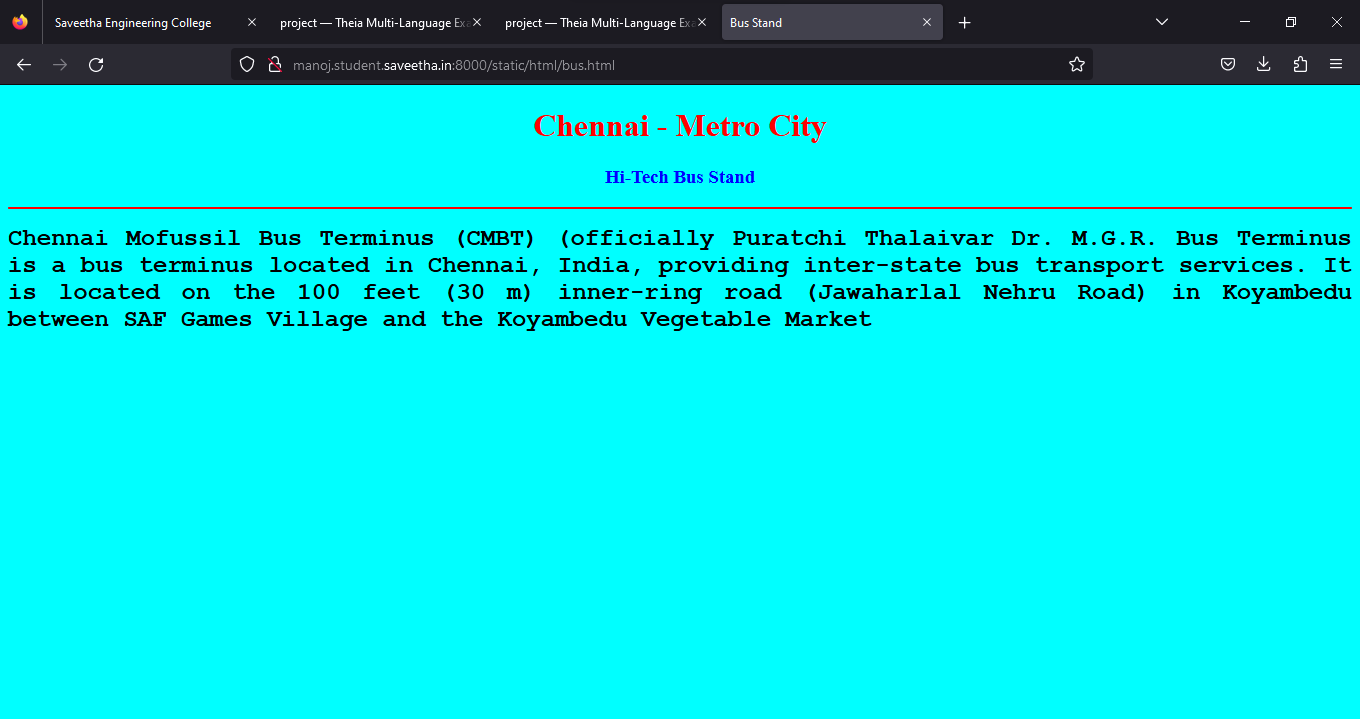 Saveetha Engineering College
project — Theia Multi-Language Exa
project — Theia Multi-Language Exa
Bus Stand
manoj.student.saveetha.in:8000/static/html/bus.html
Chennai - Metro City
Hi-Tech Bus Stand
Chennai Mofussil Bus Terminus (CMBT) (officially Puratchi Thalaivar Dr. M.G.R. Bus Terminus
is a bus terminus located in Chennai, India, providing inter-state bus transport services. It
is located on the 100 feet (30 m) inner-ring road (Jawaharlal Nehru Road) in Koyambedu
between SAF Games Village and the Koyambedu Vegetable Market